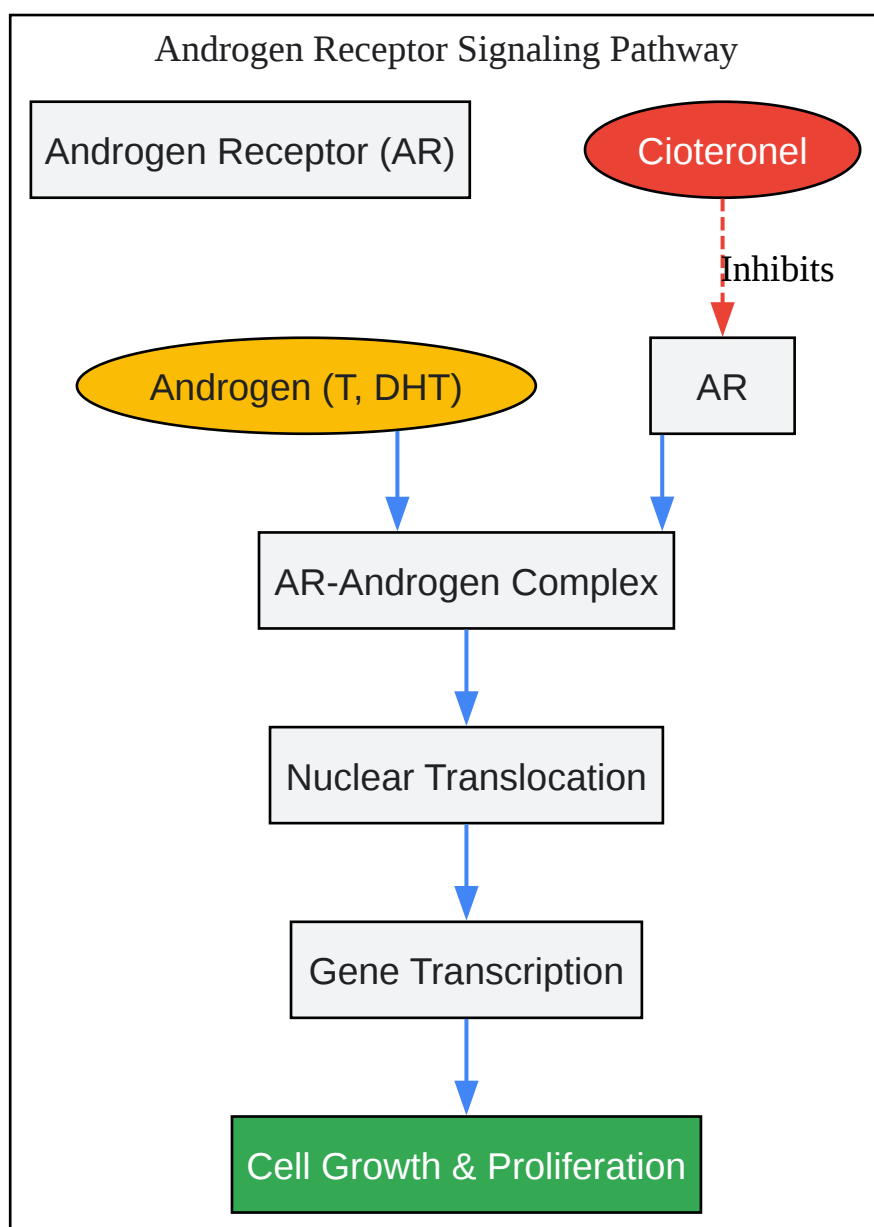 Androgen Receptor Signaling Pathway
Androgen Receptor (AR)
Cioteronel
Inhibits
Androgen (T, DHT)
AR
AR-Androgen Complex
Nuclear Translocation
Gene Transcription
Cell Growth & Proliferation